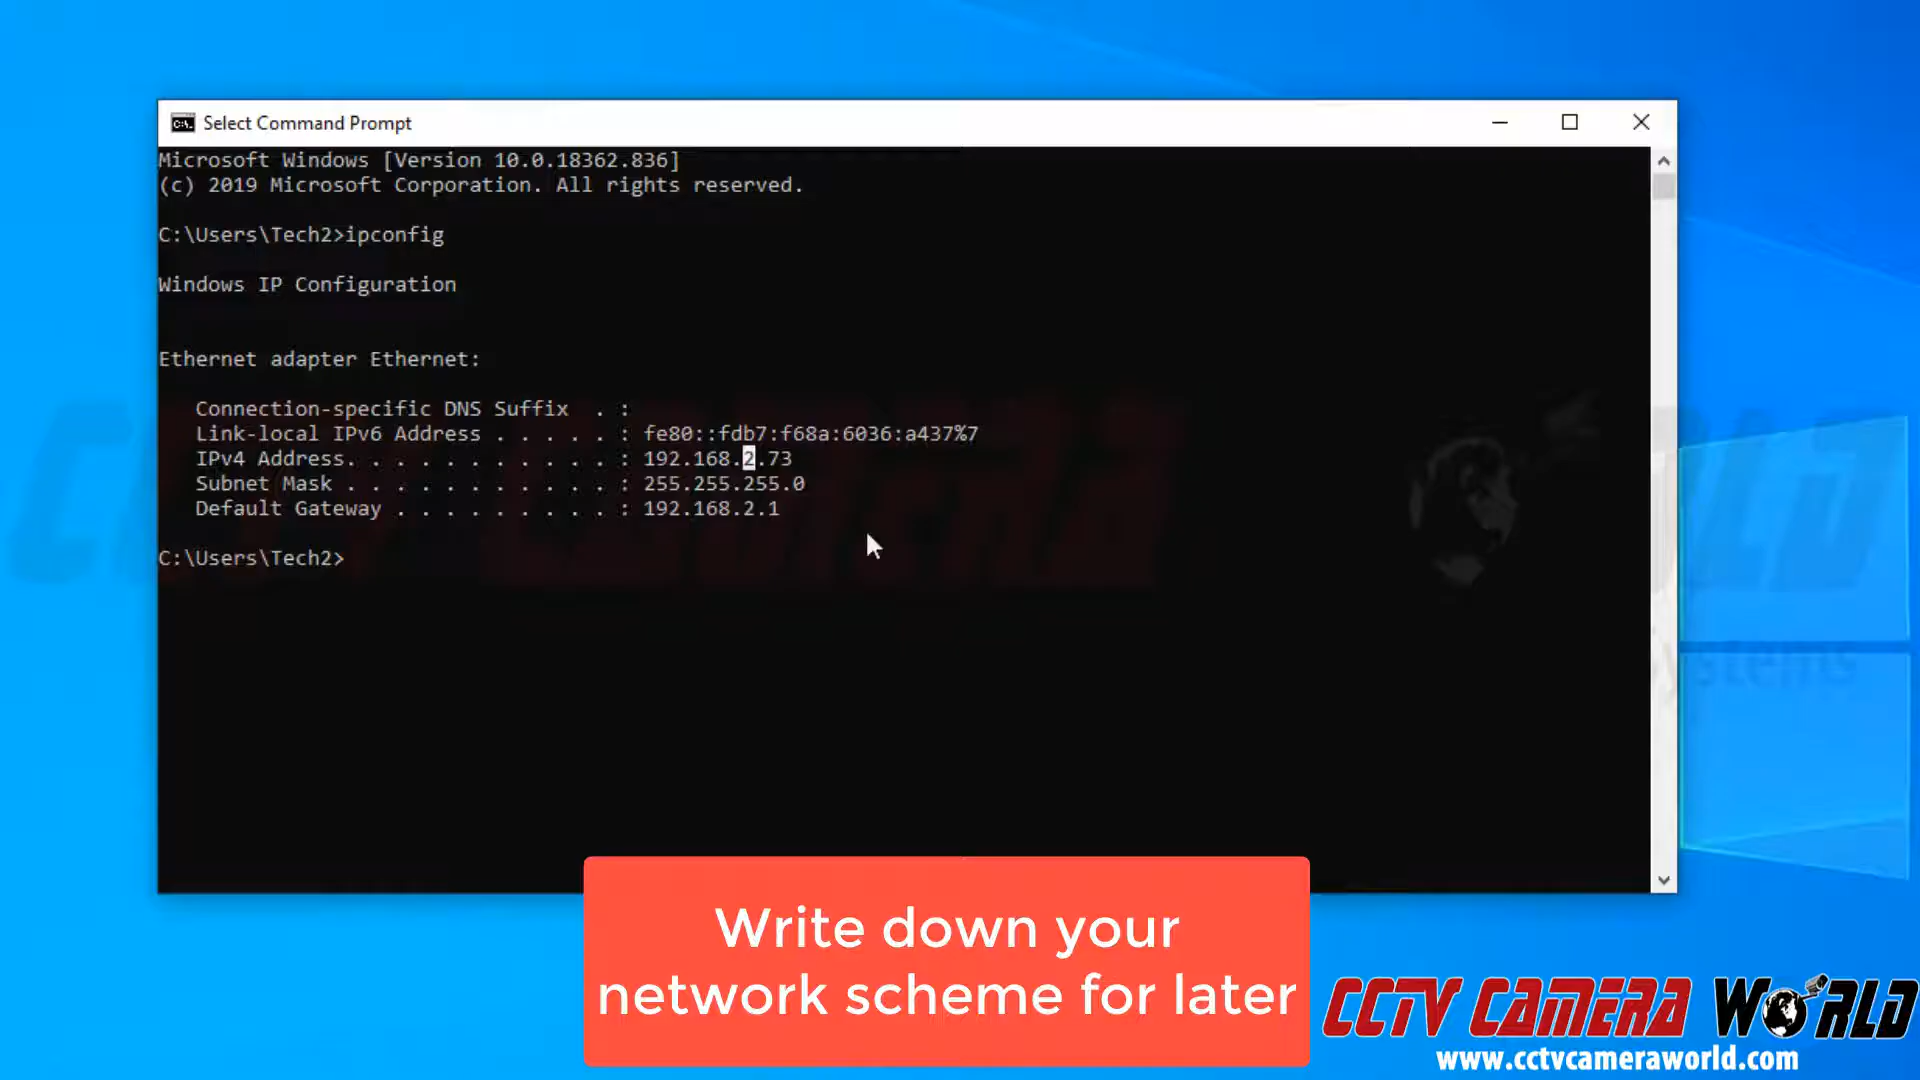 Select Command Prompt
Microsoft Windows [Version 10.0.18362.836]
(c) 2019 Microsoft Corporation. All rights reserved.
C:\Users\Tech2>ipconfig
Windows IP Configuration
Ethernet adapter Ethernet:
Connection-specific DNS Suffix  . :
Link-local IPv6 Address . . . . . : fe80::fdb7:f68a:6036:a437%7
IPv4 Address. . . . . . . . . . . : 192.168.2.73
Subnet Mask . . . . . . . . . . . : 255.255.255.0
Default Gateway . . . . . . . . . : 192.168.2.1
C:\Users\Tech2>
Write down your
network scheme for later
CCTV CAMERA WORLD
www.cctvcameraworld.com